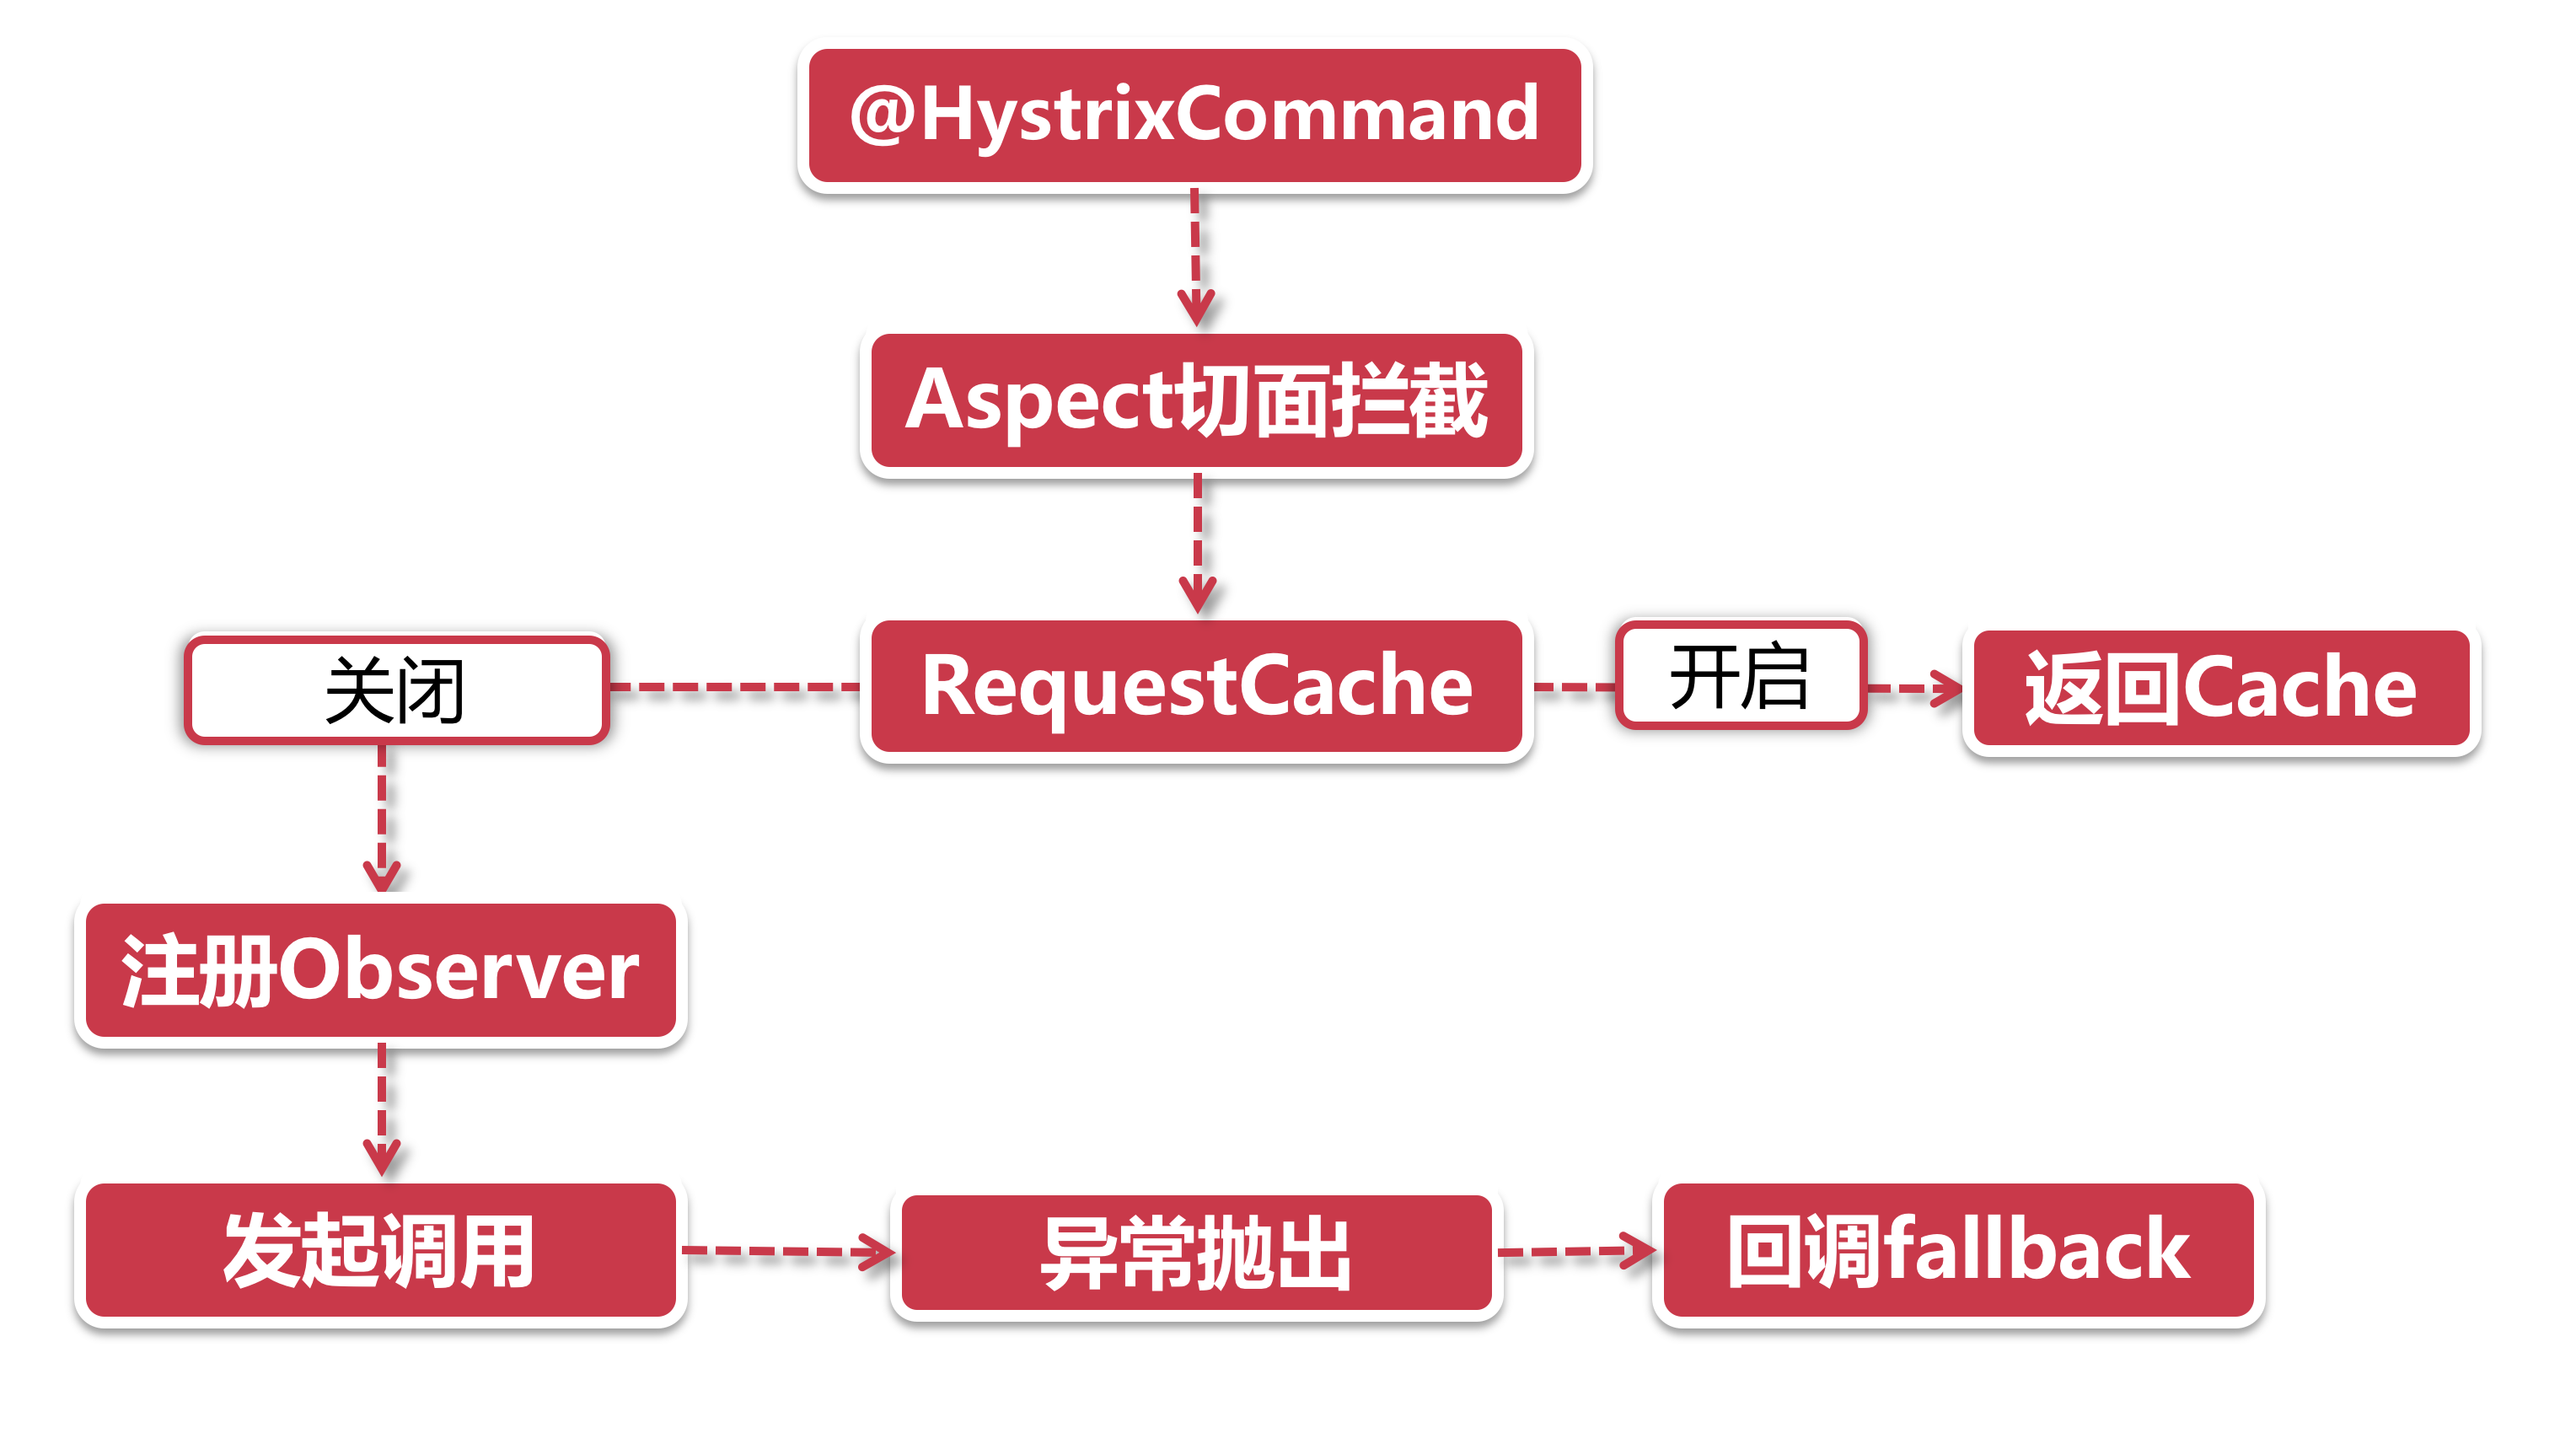 @HystrixCommand
Aspect切面拦截
关闭
RequestCache
开启
返回Cache
注册Observer
发起调用
异常抛出
回调fallback